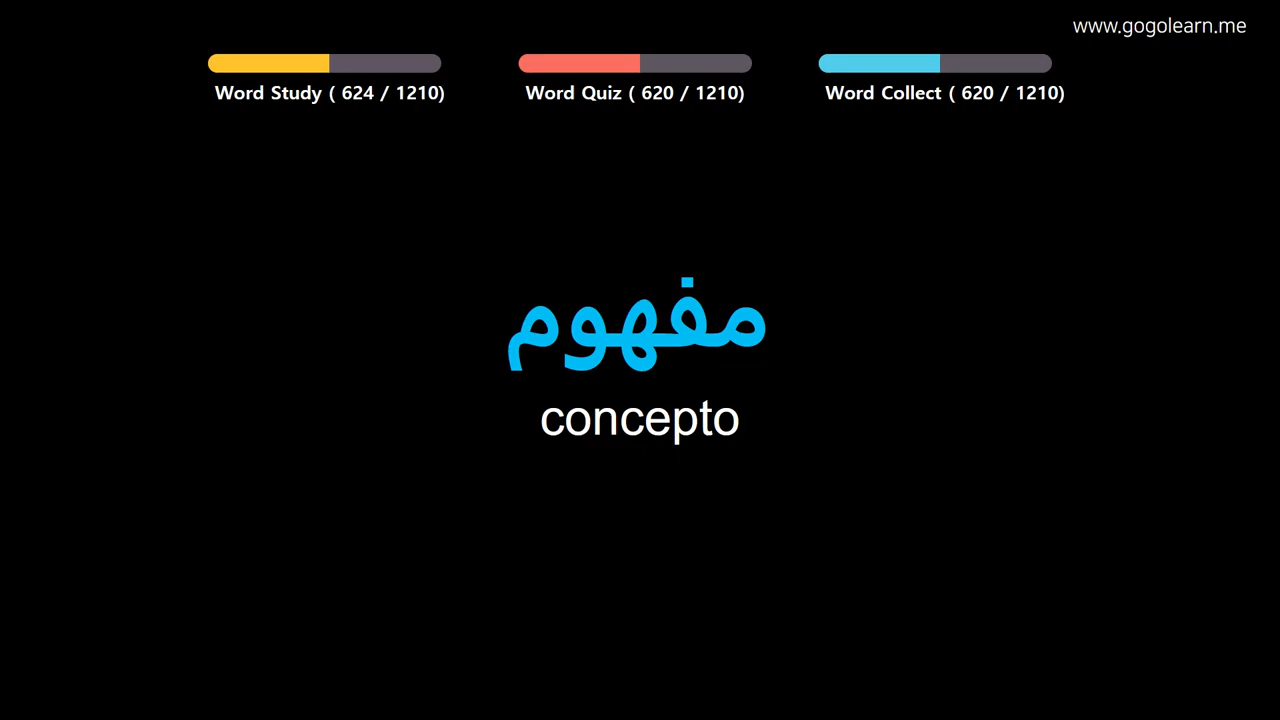 www.gogolearn.me
Word Study ( 624 / 1210)
Word Quiz ( 620 / 1210)
Word Collect ( 620 / 1210)
مفهوم
concepto